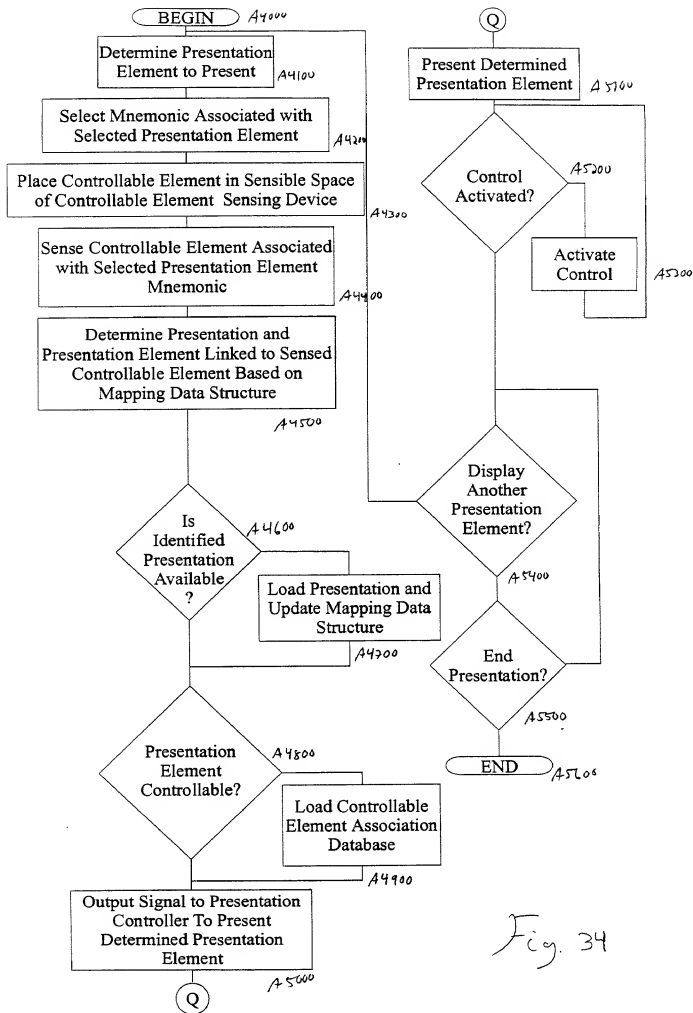 BEGIN
A4000
Determine Presentation
Element to Present
A4100
Select Mnemonic Associated with
Selected Presentation Element
A4200
Place Controllable Element in Sensible Space
of Controllable Element Sensing Device
A4300
Sense Controllable Element Associated
with Selected Presentation Element
Mnemonic
A4400
Determine Presentation and
Presentation Element Linked to Sensed
Controllable Element Based on
Mapping Data Structure
A4500
Is
Identified
Presentation
Available
?
A4600
Load Presentation and
Update Mapping Data
Structure
A4700
Presentation
Element
Controllable?
A4800
Load Controllable
Element Association
Database
A4900
Output Signal to Presentation
Controller To Present
Determined Presentation
Element
A5000
Q
Q
Present Determined
Presentation Element
A5100
Control
Activated?
A5200
Activate
Control
A5300
Display
Another
Presentation
Element?
A5400
End
Presentation?
A5500
END
A5600
Fig. 34